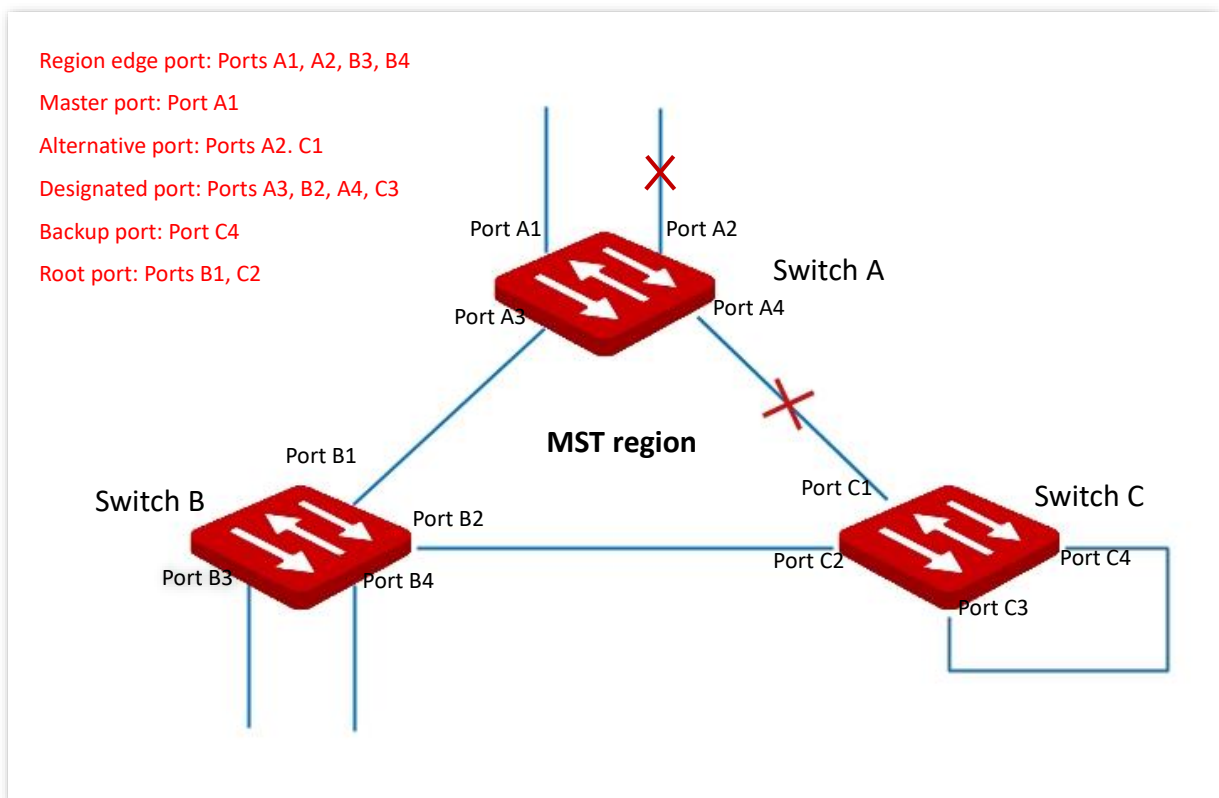 Region edge port: Ports A1, A2, B3, B4
Master port: Port A1
Alternative port: Ports A2. C1
Designated port: Ports A3, B2, A4, C3
Backup port: Port C4
Root port: Ports B1, C2
Port A1
Port A2
Switch A
Port A3
Port A4
MST region
Port B1
Switch B
Port B2
Port B3
Port B4
Port C1
Switch C
Port C2
Port C4
Port C3